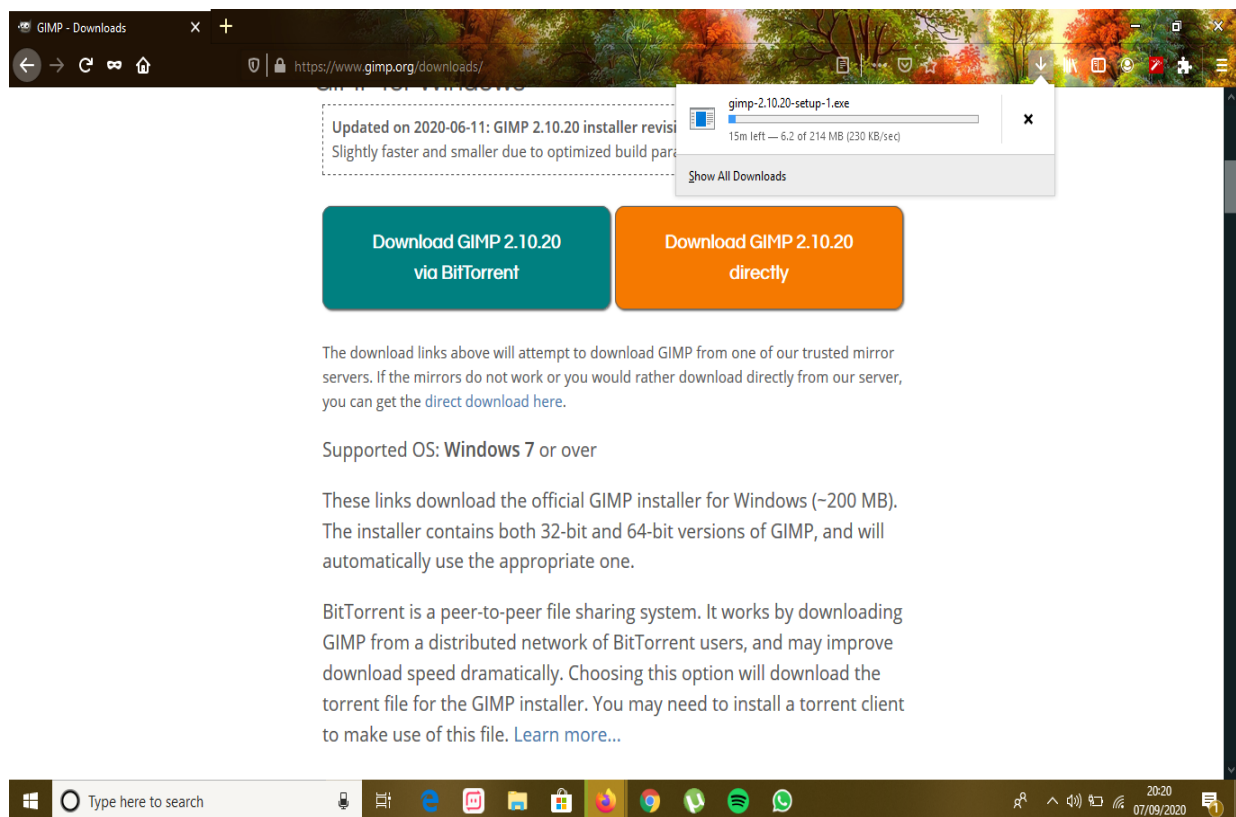 GIMP - Downloads
https://www.gimp.org/downloads/
gimp-2.10.20-setup-1.exe
15m left — 6.2 of 214 MB (230 KB/sec)
Show All Downloads
GIMP for Windows
Updated on 2020-06-11: GIMP 2.10.20 installer revisi
Slightly faster and smaller due to optimized build para
Download GIMP 2.10.20
via BitTorrent
Download GIMP 2.10.20
directly
The download links above will attempt to download GIMP from one of our trusted mirror
servers. If the mirrors do not work or you would rather download directly from our server,
you can get the direct download here.
Supported OS: Windows 7 or over
These links download the official GIMP installer for Windows (~200 MB).
The installer contains both 32-bit and 64-bit versions of GIMP, and will
automatically use the appropriate one.
BitTorrent is a peer-to-peer file sharing system. It works by downloading
GIMP from a distributed network of BitTorrent users, and may improve
download speed dramatically. Choosing this option will download the
torrent file for the GIMP installer. You may need to install a torrent client
to make use of this file. Learn more...
Type here to search
20:20
07/09/2020
1